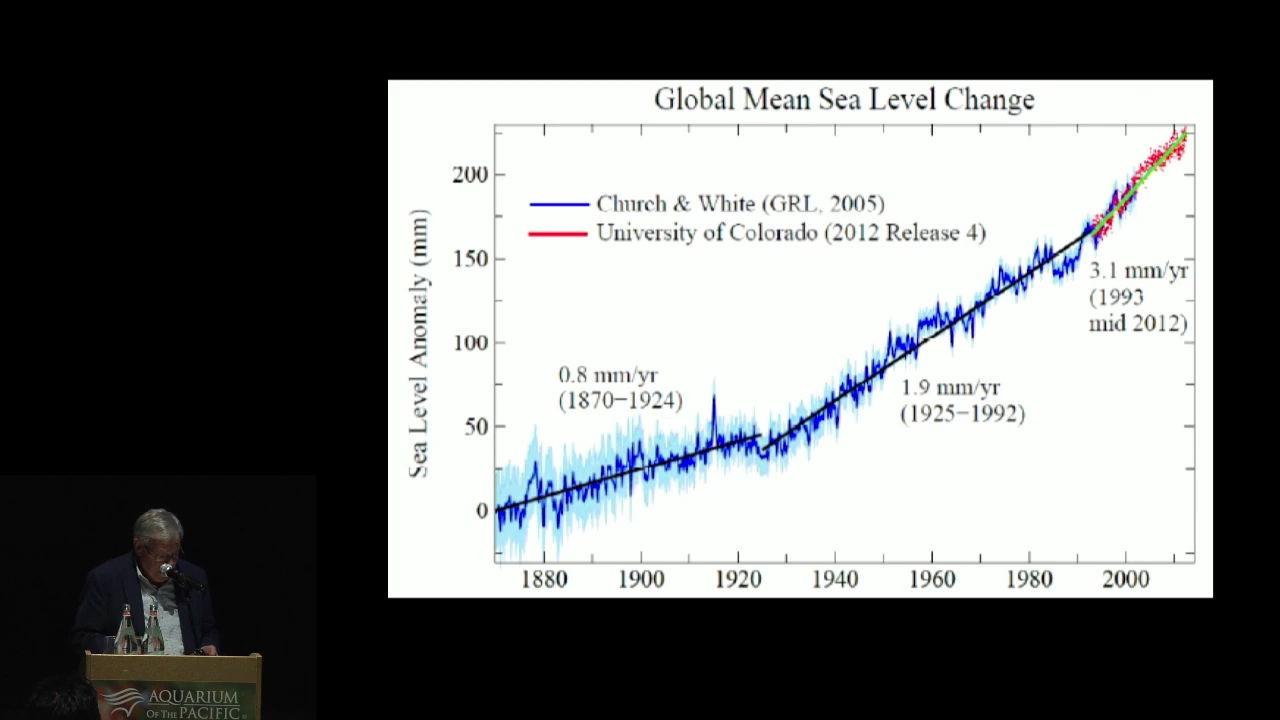 Global Mean Sea Level Change
Sea Level Anomaly (mm)
200
150
100
50
0
Church & White (GRL, 2005)
University of Colorado (2012 Release 4)
3.1 mm/yr
(1993
mid 2012)
0.8 mm/yr
(1870–1924)
1.9 mm/yr
(1925–1992)
1880 1900 1920 1940 1960 1980 2000
AQUARIUM
OF THE PACIFIC